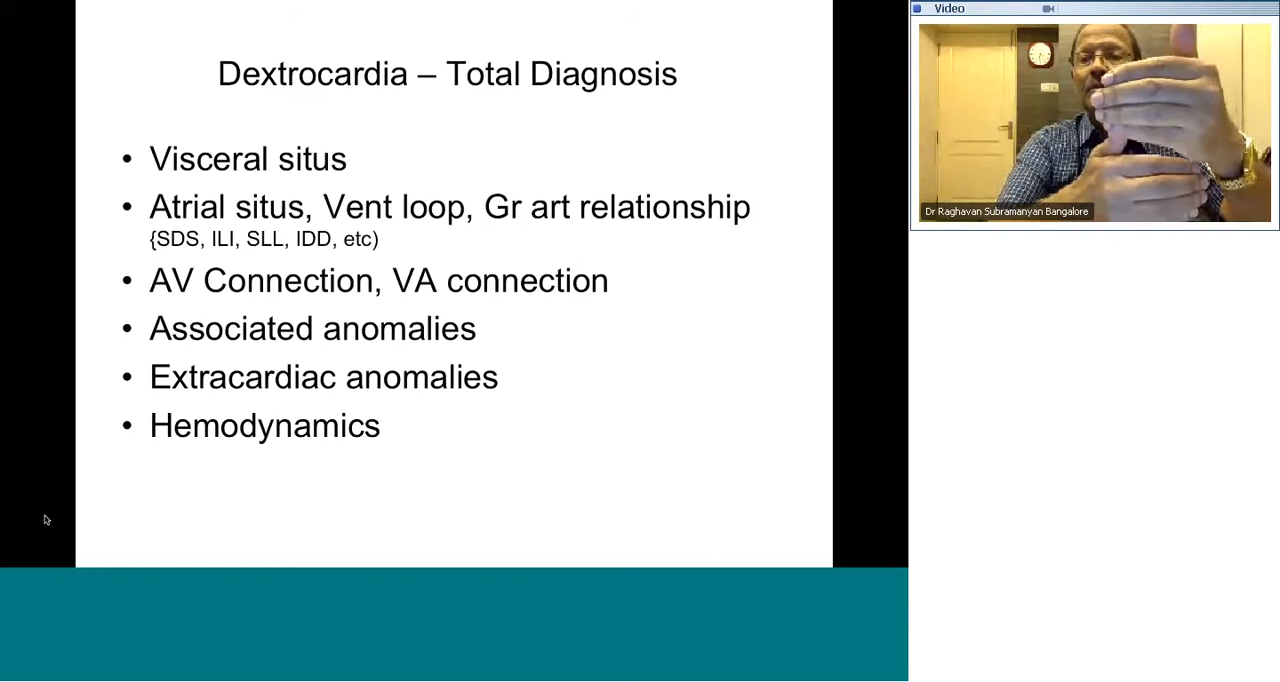 Dextrocardia – Total Diagnosis
• Visceral situs
• Atrial situs, Vent loop, Gr art relationship
{SDS, ILI, SLL, IDD, etc)
• AV Connection, VA connection
• Associated anomalies
• Extracardiac anomalies
• Hemodynamics
Video
Dr Raghavan Subramanyan Bangalore